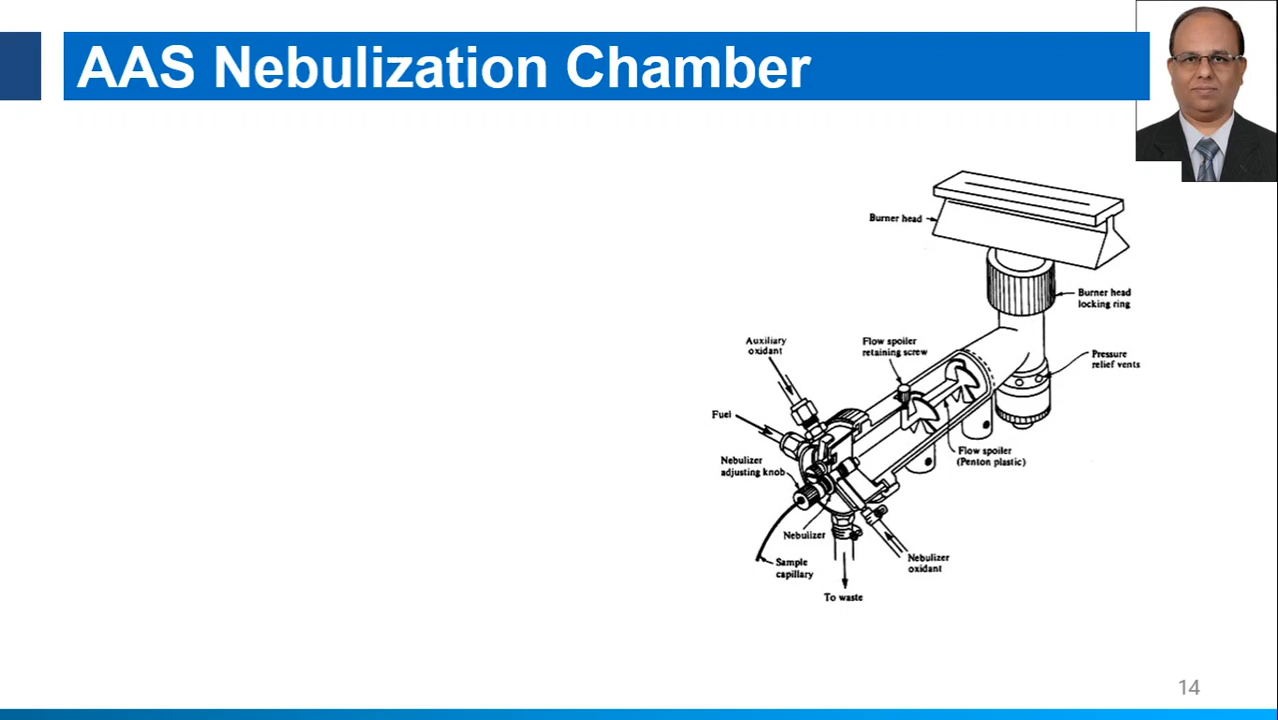 AAS Nebulization Chamber
Burner head
Burner head
locking ring
Auxiliary
oxidant
Flow spoiler
retaining screw
Pressure
relief vents
Fuel
Flow spoiler
(Penton plastic)
Nebulizer
adjusting knob
Nebulizer
Nebulizer
oxidant
Sample
capillary
To waste
14